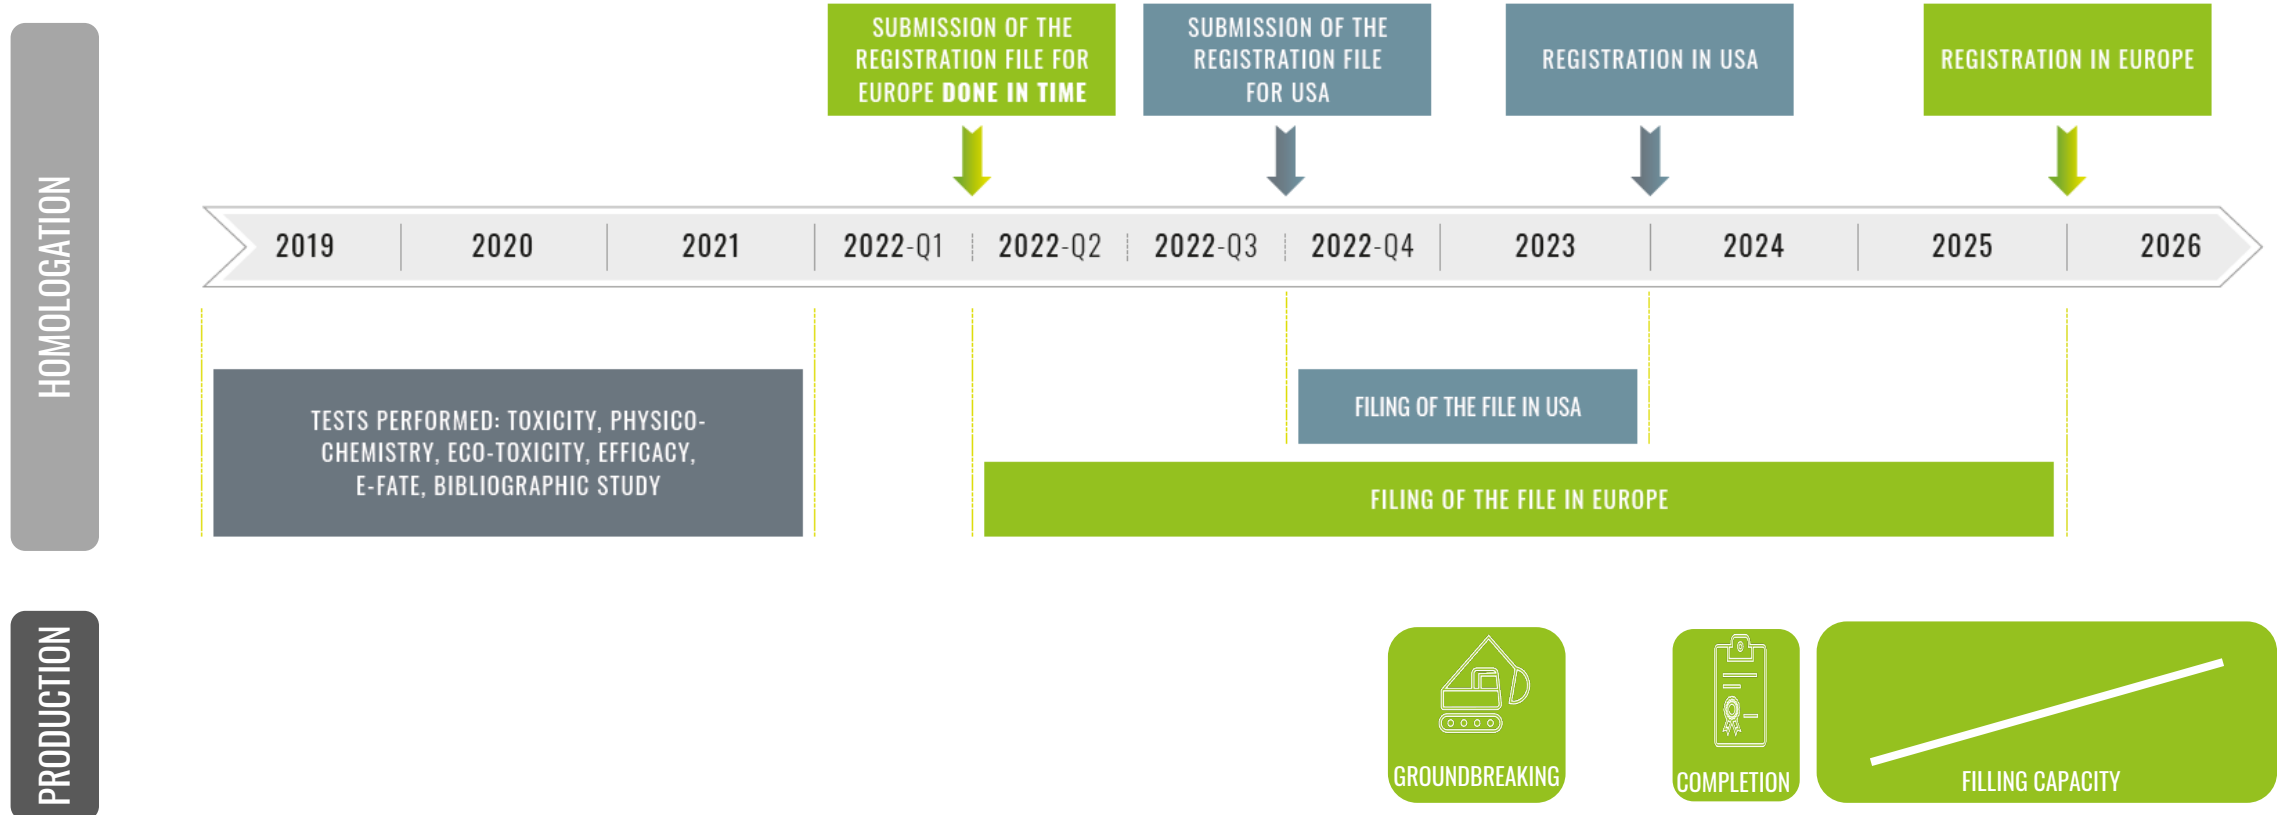 HOMOLOGATION
SUBMISSION OF THE
REGISTRATION FILE FOR
EUROPE DONE IN TIME
SUBMISSION OF THE
REGISTRATION FILE
FOR USA
REGISTRATION IN USA
REGISTRATION IN EUROPE
2019
2020
2021
2022-Q1
2022-Q2
2022-Q3
2022-Q4
2023
2024
2025
2026
TESTS PERFORMED: TOXICITY, PHYSICO-
CHEMISTRY, ECO-TOXICITY, EFFICACY,
E-FATE, BIBLIOGRAPHIC STUDY
FILING OF THE FILE IN USA
FILING OF THE FILE IN EUROPE
PRODUCTION
GROUNDBREAKING
COMPLETION
FILLING CAPACITY